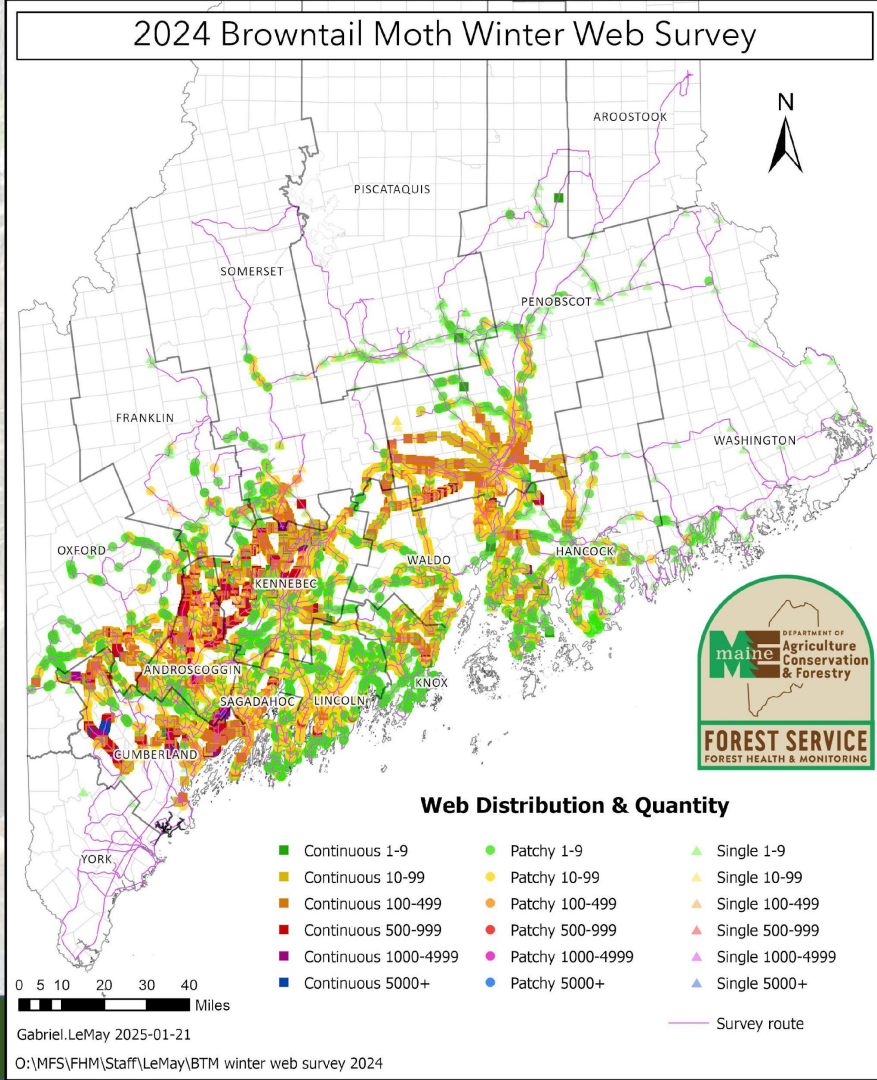 2024 Browntail Moth Winter Web Survey
N
AROOSTOOK
PISCATAQUIS
SOMERSET
PENOBSCOT
FRANKLIN
WASHINGTON
OXFORD
WALDO
HANCOCK
KENNEBEC
ANDROSCOGGIN
KNOX
SAGADAHOC
LINCOLN
CUMBERLAND
YORK
maine
DEPARTMENT OF
Agriculture
Conservation
& Forestry
FOREST SERVICE
FOREST HEALTH & MONITORING
Web Distribution & Quantity
Continuous 1-9
Continuous 10-99
Continuous 100-499
Continuous 500-999
Continuous 1000-4999
Continuous 5000+
Patchy 1-9
Patchy 10-99
Patchy 100-499
Patchy 500-999
Patchy 1000-4999
Patchy 5000+
Single 1-9
Single 10-99
Single 100-499
Single 500-999
Single 1000-4999
Single 5000+
Survey route
0 5 10 20 30 40
Miles
Gabriel.LeMay 2025-01-21
O:\MFS\FHM\Staff\LeMay\BTM winter web survey 2024